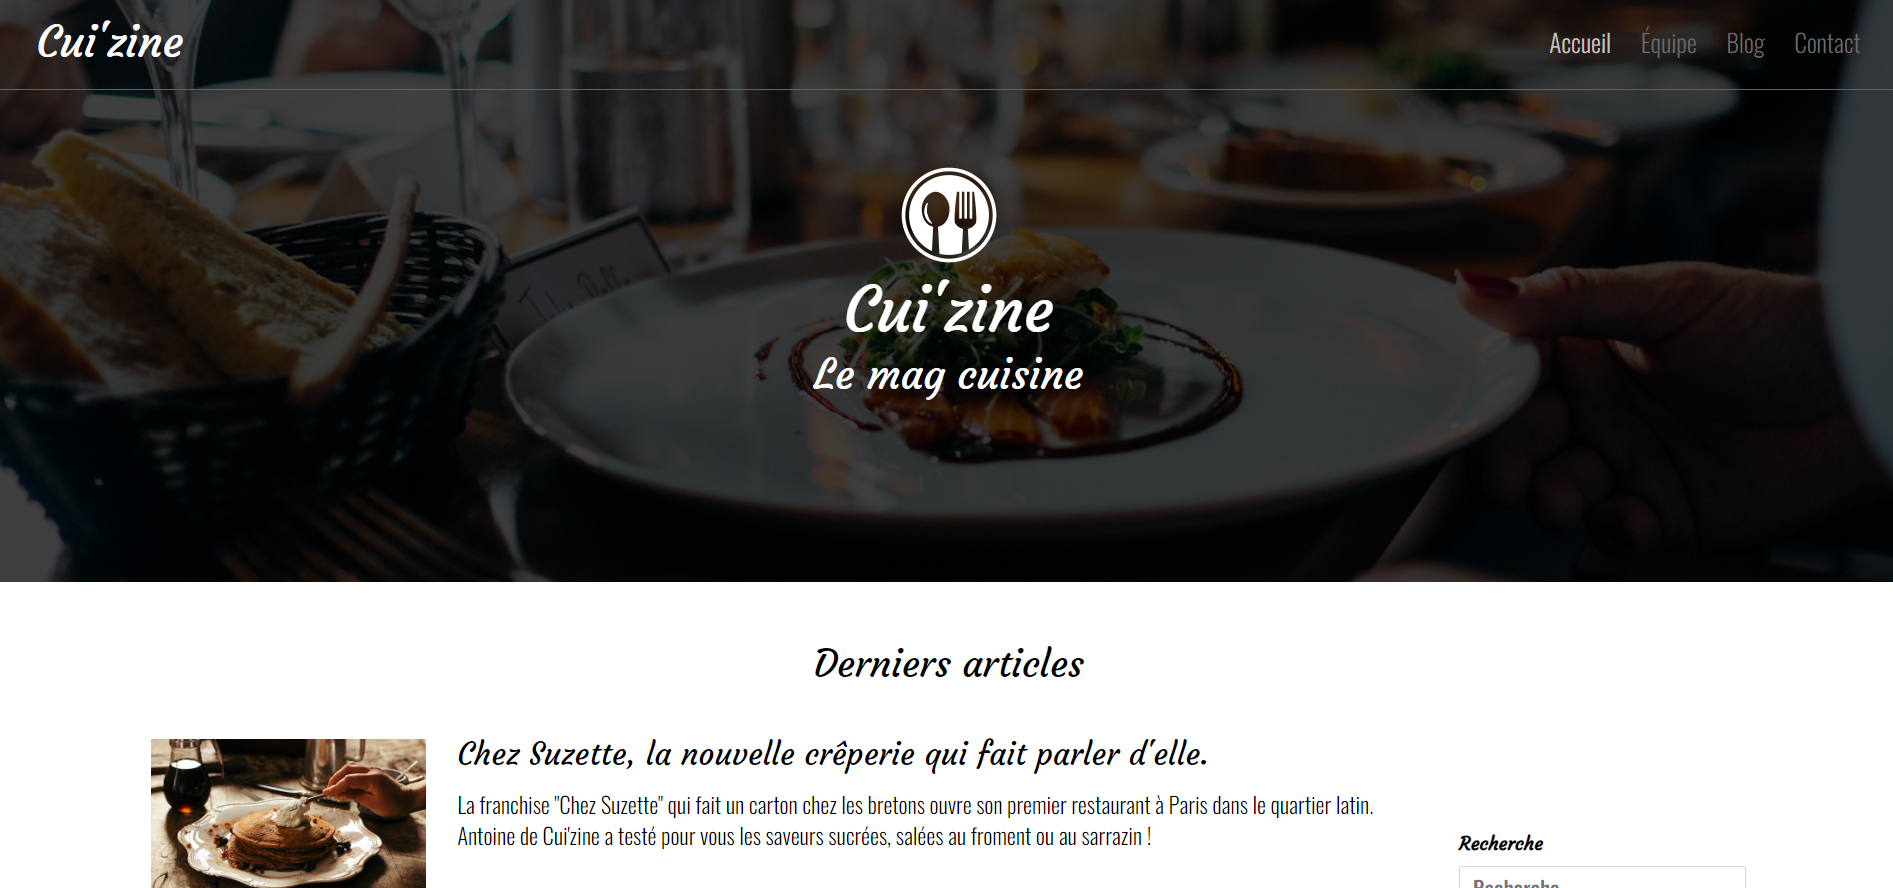 Cui'zine
Accueil Équipe Blog Contact
Cui'zine
Le mag cuisine
Derniers articles
Chez Suzette, la nouvelle crêperie qui fait parler d'elle.
La franchise "Chez Suzette" qui fait un carton chez les bretons ouvre son premier restaurant à Paris dans le quartier latin.
Antoine de Cui'zine a testé pour vous les saveurs sucrées, salées au froment ou au sarrazin !
Recherche
Recherche